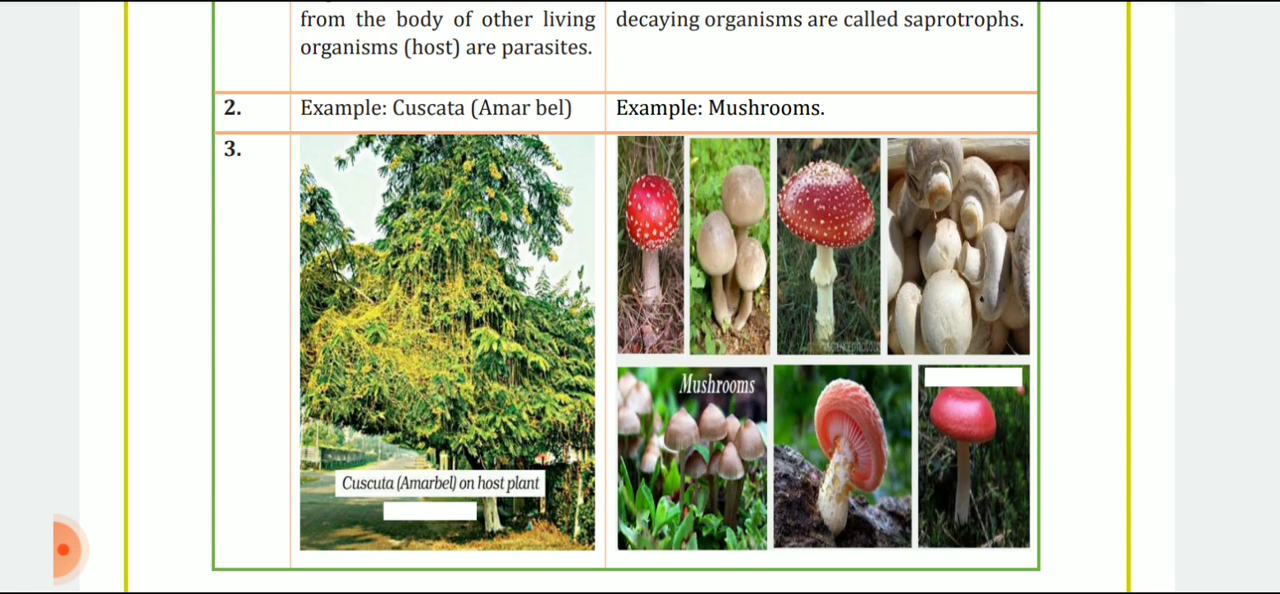 from the body of other living
organisms (host) are parasites.
decaying organisms are called saprotrophs.
2.
Example: Cuscata (Amar bel)
Example: Mushrooms.
3.
Mushrooms
Cuscuta (Amarbel) on host plant